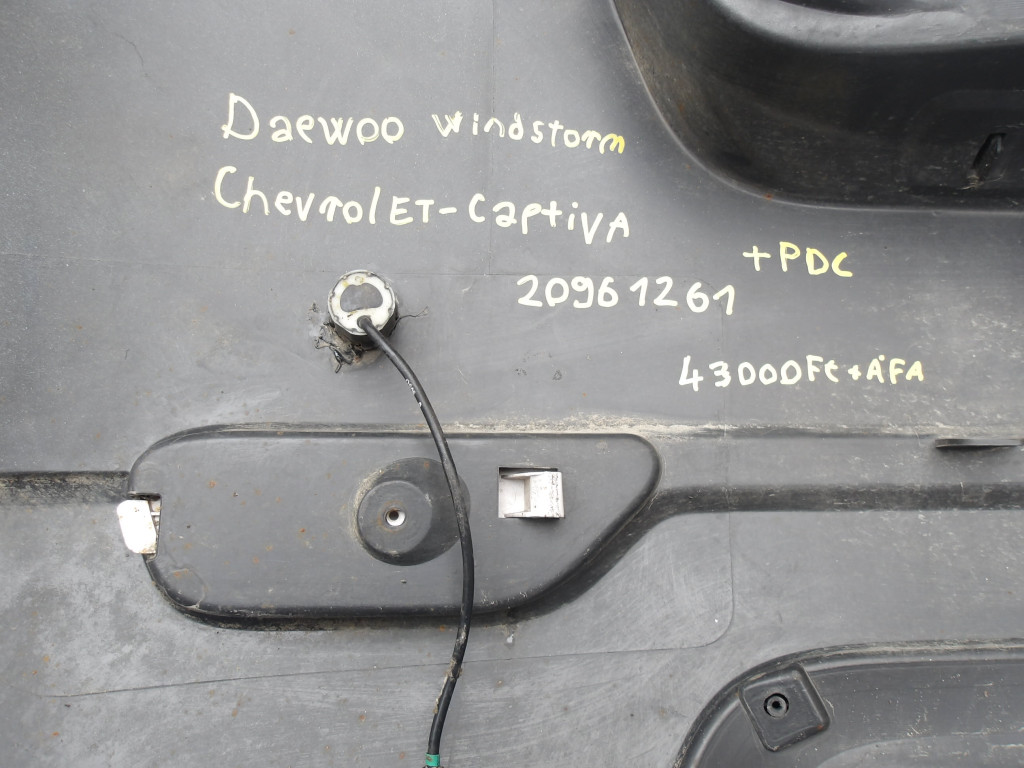 Daewoo windstorm
ChevrolET-CaptivA
+PDC
20961261
43000Ft+ÁFA